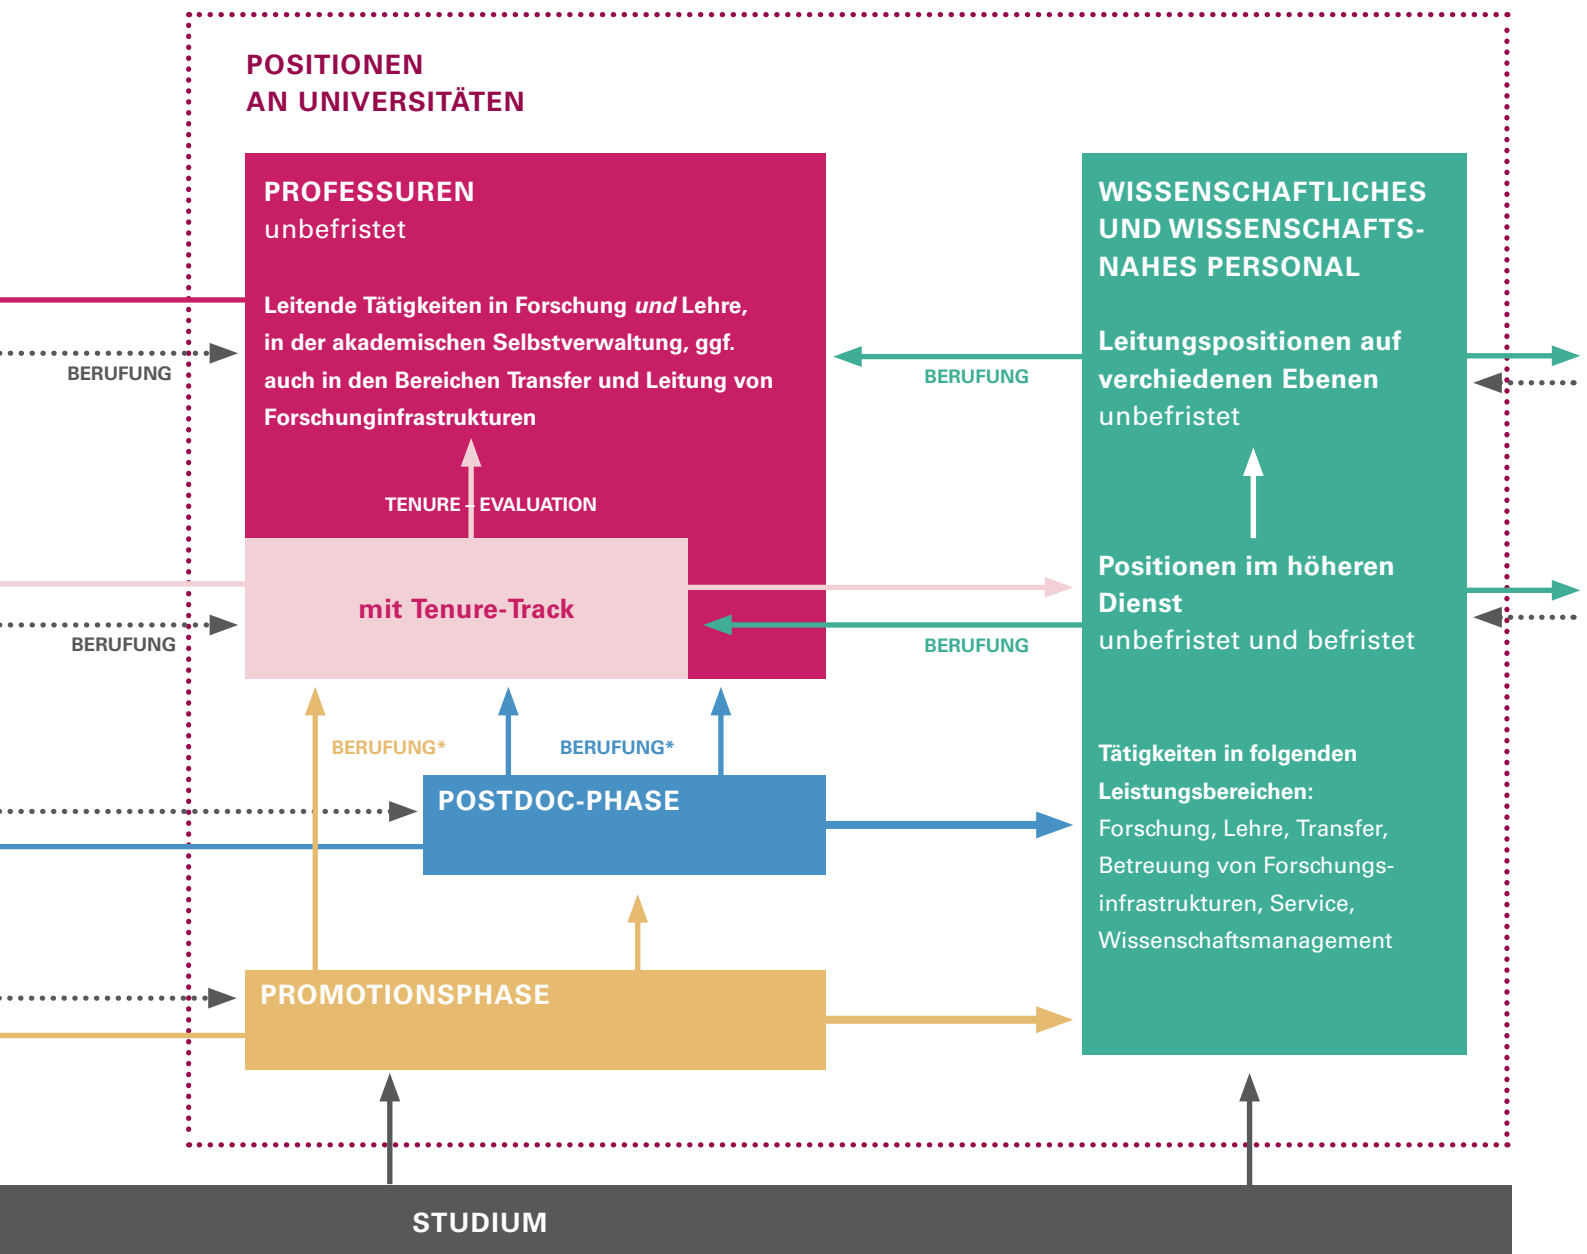 POSITIONEN
AN UNIVERSITÄTEN
PROFESSUREN
unbefristet
Leitende Tätigkeiten in Forschung und Lehre,
in der akademischen Selbstverwaltung, ggf.
auch in den Bereichen Transfer und Leitung von
Forschunginfrastrukturen
TENURE – EVALUATION
mit Tenure-Track
BERUFUNG
BERUFUNG
BERUFUNG
BERUFUNG
BERUFUNG*
BERUFUNG*
POSTDOC-PHASE
PROMOTIONSPHASE
WISSENSCHAFTLICHES
UND WISSENSCHAFTS-
NAHES PERSONAL
Leitungspositionen auf
verchiedenen Ebenen
unbefristet
Positionen im höheren
Dienst
unbefristet und befristet
Tätigkeiten in folgenden
Leistungsbereichen:
Forschung, Lehre, Transfer,
Betreuung von Forschungs-
infrastrukturen, Service,
Wissenschaftsmanagement
STUDIUM